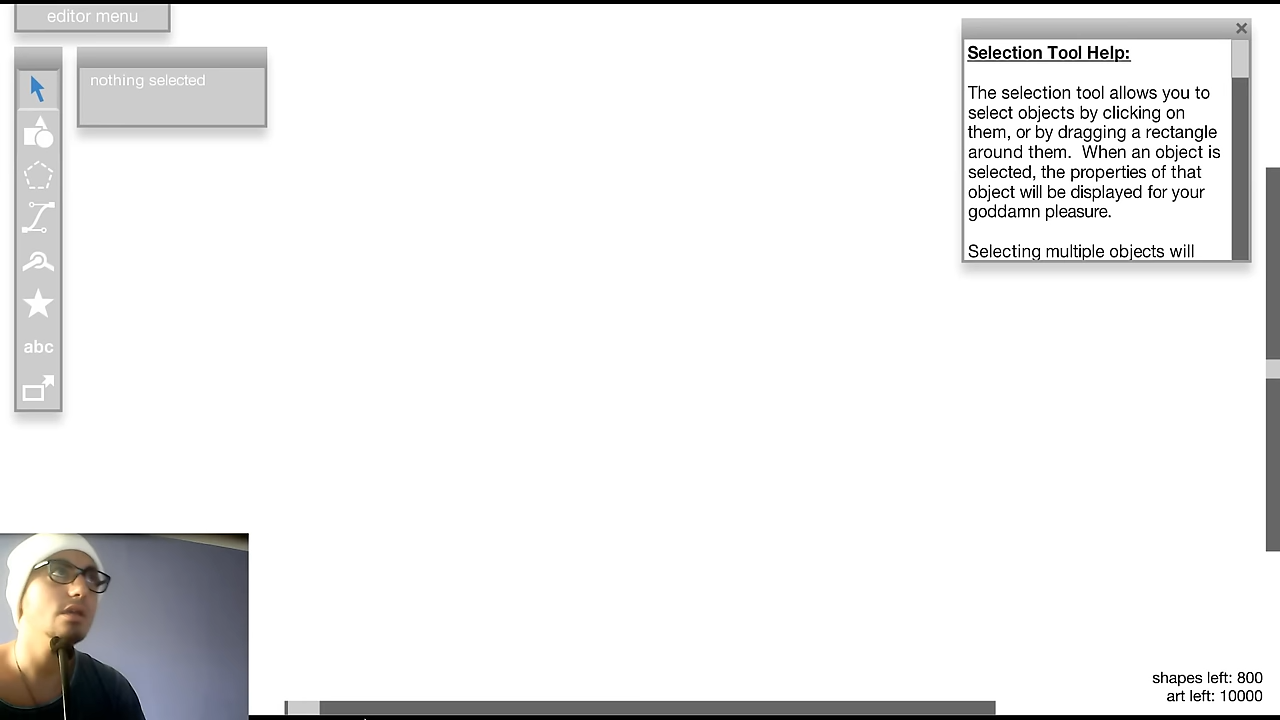 editor menu
nothing selected
abc
Selection Tool Help:
The selection tool allows you to
select objects by clicking on
them, or by dragging a rectangle
around them.  When an object is
selected, the properties of that
object will be displayed for your
goddamn pleasure.
Selecting multiple objects will
shapes left: 800
art left: 10000